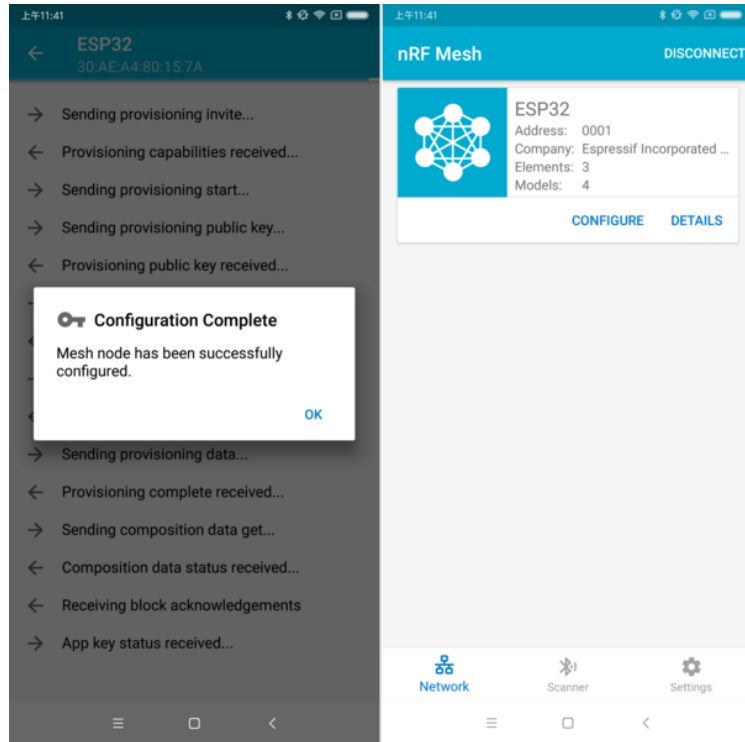 上午11:41
ESP32
30:AE:A4:80:15:7A
Sending provisioning invite...
Provisioning capabilities received...
Sending provisioning start...
Sending provisioning public key...
Provisioning public key received...
Configuration Complete
Mesh node has been successfully
configured.
OK
Sending provisioning data...
Provisioning complete received...
Sending composition data get...
Composition data status received...
Receiving block acknowledgements
App key status received...
上午11:41
nRF Mesh
DISCONNECT
ESP32
Address: 0001
Company: Espressif Incorporated ...
Elements: 3
Models: 4
CONFIGURE DETAILS
Network Scanner Settings